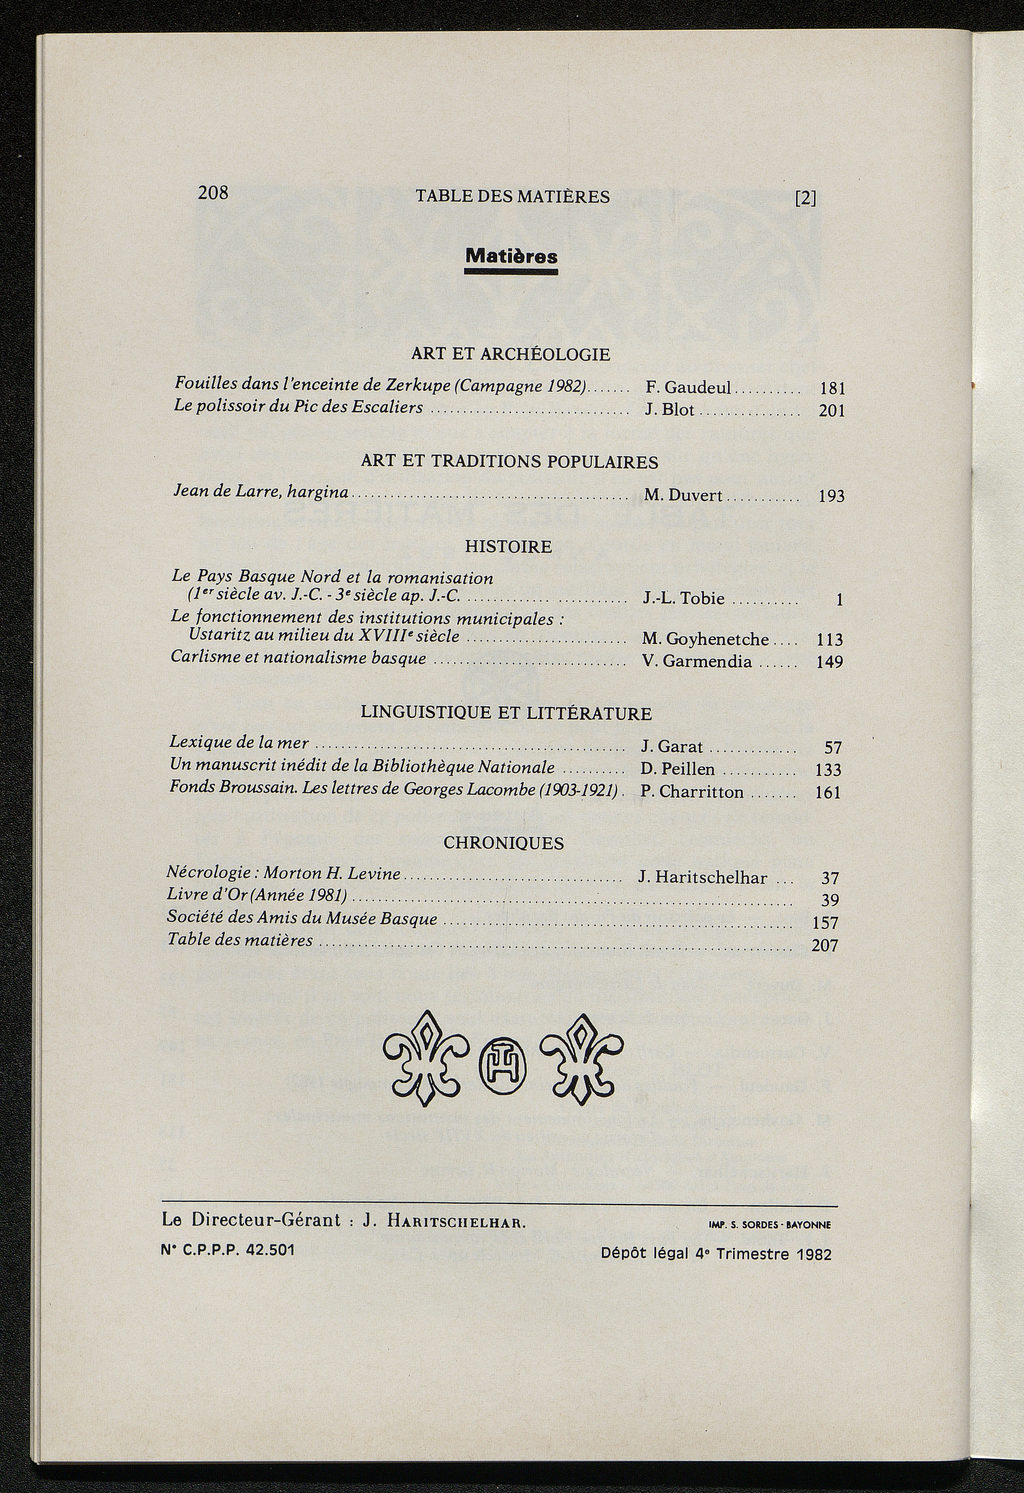 208 TABLE DES MATIÈRES [2]
Matières
ART ET ARCHÉOLOGIE
Fouilles dans l'enceinte de Zerkupe (Campagne 1982)....... F. Gaudeul.......... 181
Le polissoir du Pic des Escaliers ............................... J. Blot................ 201
ART ET TRADITIONS POPULAIRES
Jean de Larre, hargina........................................... M. Duvert............ 193
HISTOIRE
Le Pays Basque Nord et la romanisation
(1er siècle av. J.-C. - 3e siècle ap. J.-C. ......................... J.-L. Tobie .......... 1
Le fonctionnement des institutions municipales :
Ustaritz au milieu du XVIIIe siècle ......................... M. Goyhenetche .... 113
Carlisme et nationalisme basque .............................. V. Garmendia ...... 149
LINGUISTIQUE ET LITTÉRATURE
Lexique de la mer ................................................ J. Garat ............. 57
Un manuscrit inédit de la Bibliothèque Nationale .......... D. Peillen ........... 133
Fonds Broussain. Les lettres de Georges Lacombe (1903-1921) . P. Charritton ....... 161
CHRONIQUES
Nécrologie : Morton H. Levine.................................. J. Haritschelhar ... 37
Livre d'Or (Année 1981) .................................................................... 39
Société des Amis du Musée Basque ...................................................... 157
Table des matières ......................................................................... 207
Le Directeur-Gérant : J. HARITSCHELHAR. IMP. S. SORDES - BAYONNE
N° C.P.P.P. 42.501 Dépôt légal 4e Trimestre 1982